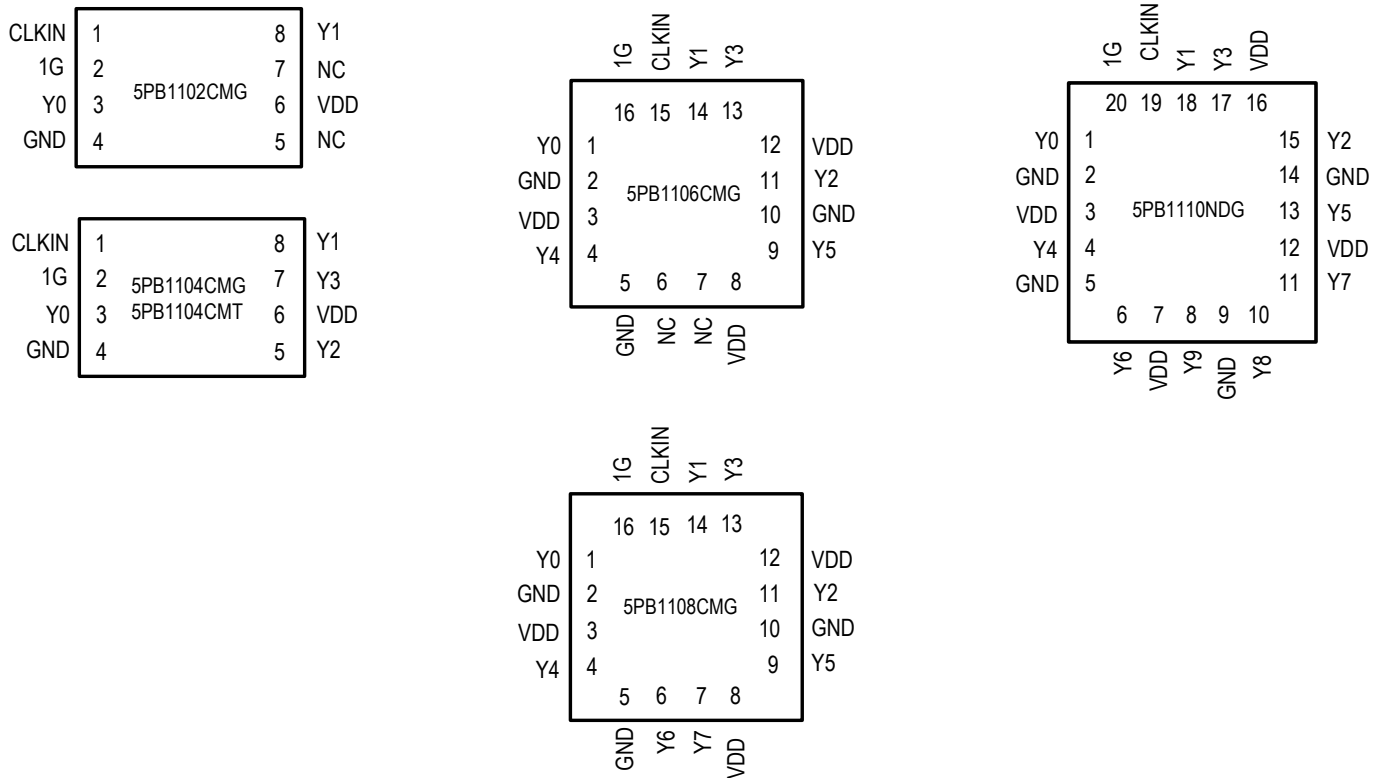 CLKIN 1 8 Y1
1G 2 7 NC
5PB1102CMG
Y0 3 6 VDD
GND 4 5 NC
CLKIN 1 8 Y1
1G 2 7 Y3
5PB1104CMG
5PB1104CMT
Y0 3 6 VDD
GND 4 5 Y2
1G CLKIN Y1 Y3
16 15 14 13
Y0 1 12 VDD
GND 2 11 Y2
5PB1106CMG
VDD 3 10 GND
Y4 4 9 Y5
5 6 7 8
GND NC NC VDD
1G CLKIN Y1 Y3 VDD
20 19 18 17 16
Y0 1 15 Y2
GND 2 14 GND
VDD 3 5PB1110NDG 13 Y5
Y4 4 12 VDD
GND 5 11 Y7
6 7 8 9 10
Y6 VDD Y9 GND Y8
1G CLKIN Y1 Y3
16 15 14 13
Y0 1 12 VDD
GND 2 11 Y2
5PB1108CMG
VDD 3 10 GND
Y4 4 9 Y5
5 6 7 8
GND Y6 Y7 VDD